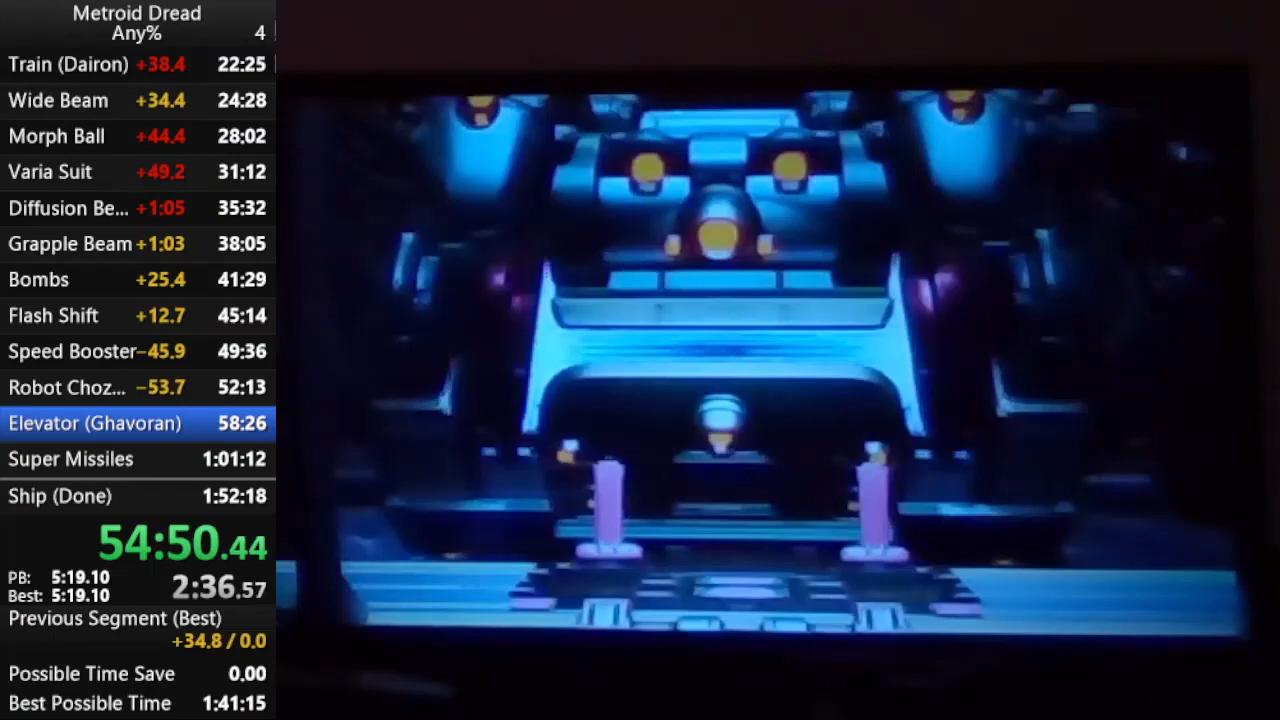 Metroid Dread
Any%
4
Train (Dairon) +38.4 22:25
Wide Beam +34.4 24:28
Morph Ball +44.4 28:02
Varia Suit +49.2 31:12
Diffusion Be... +1:05 35:32
Grapple Beam +1:03 38:05
Bombs +25.4 41:29
Flash Shift +12.7 45:14
Speed Booster −45.9 49:36
Robot Choz... −53.7 52:13
Elevator (Ghavoran) 58:26
Super Missiles 1:01:12
Ship (Done) 1:52:18
54:50.44
PB: 5:19.10
Best: 5:19.10
2:36.57
Previous Segment (Best)
+34.8 / 0.0
Possible Time Save 0.00
Best Possible Time 1:41:15